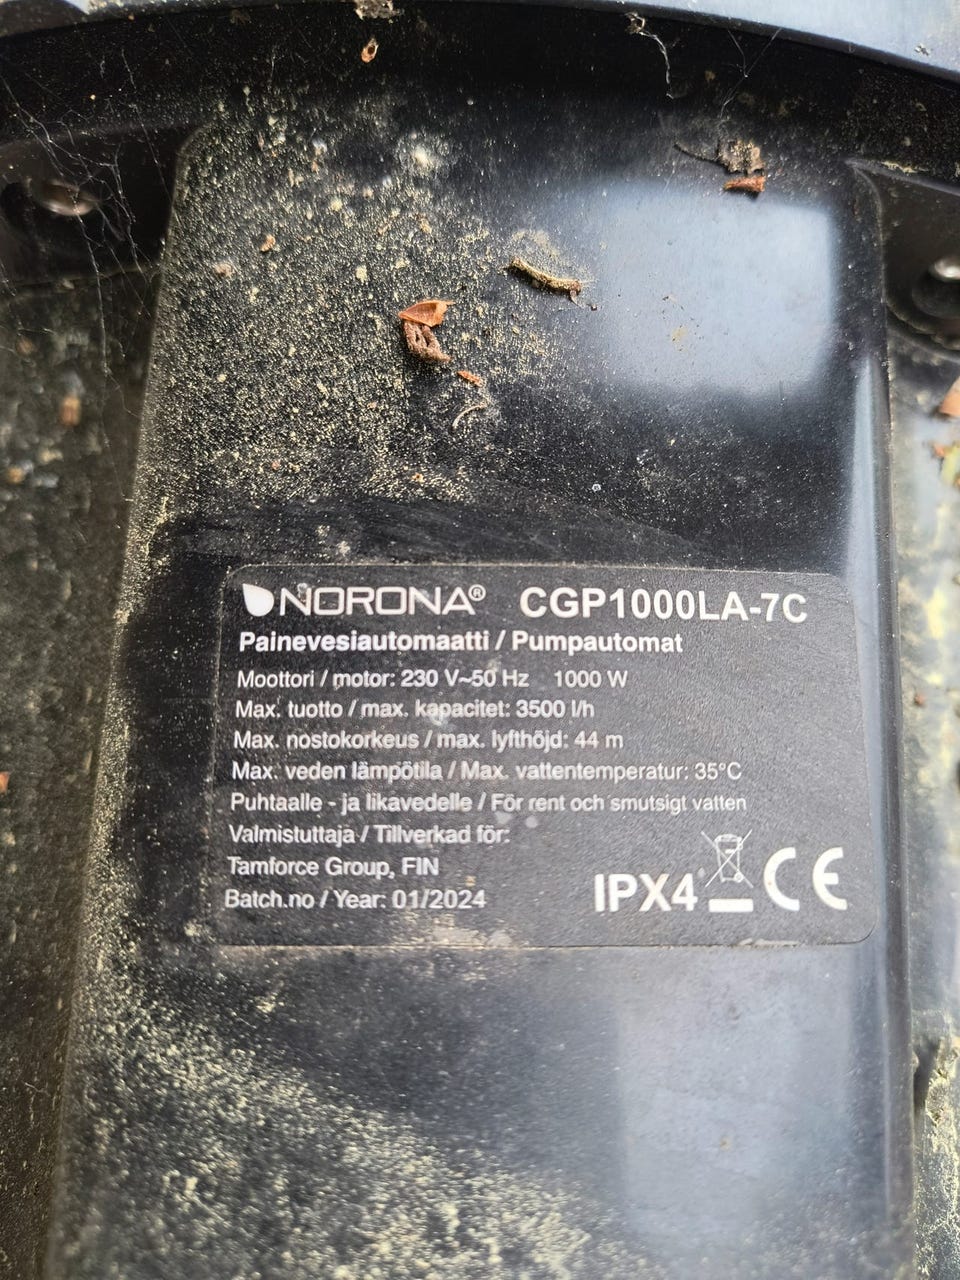 NORONA® CGP1000LA-7C
Painevesiautomaatti / Pumpautomat
Moottori / motor: 230 V~50 Hz 1000 W
Max. tuotto / max. kapacitet: 3500 l/h
Max. nostokorkeus / max. lyfthöjd: 44 m
Max. veden lämpötila / Max. vattentemperatur: 35°C
Puhtaalle - ja likavedelle / För rent och smutsigt vatten
Valmistuttaja / Tillverkad för:
Tamforce Group, FIN
Batch.no / Year: 01/2024
IPX4 CE